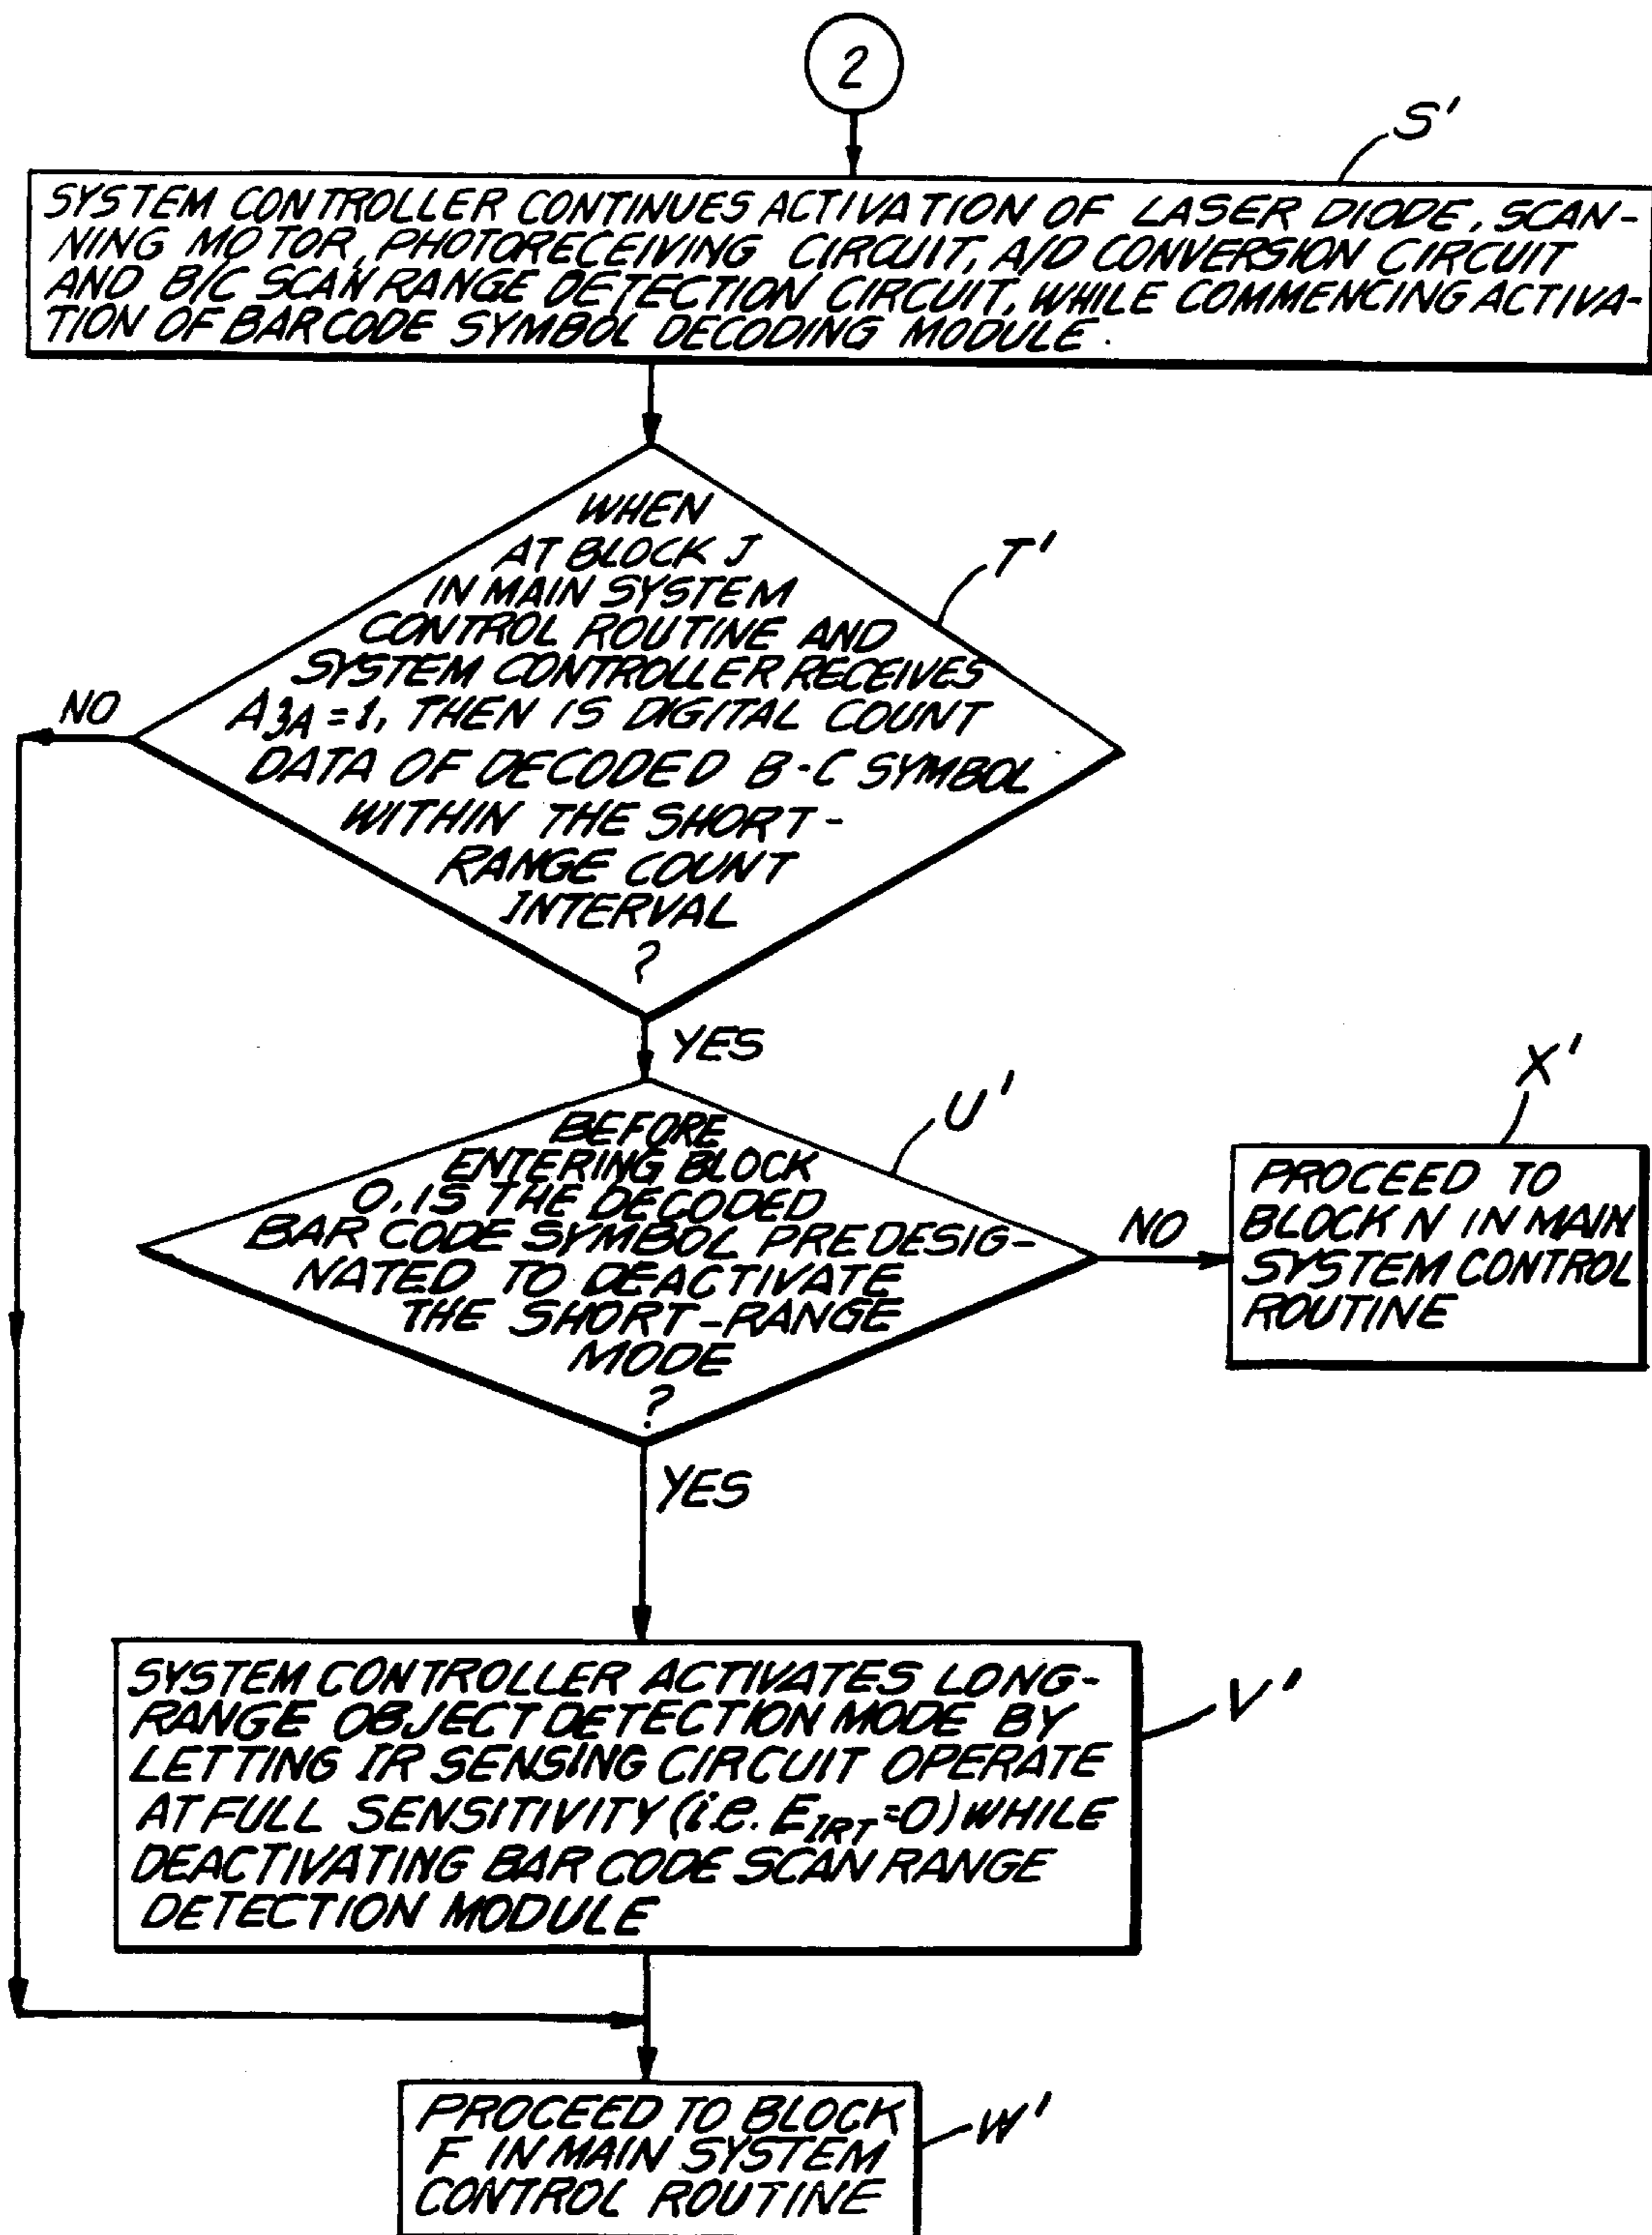 2
S'
SYSTEM CONTROLLER CONTINUES ACTIVATION OF LASER DIODE, SCAN-
NING MOTOR, PHOTORECEIVING CIRCUIT, A/D CONVERSION CIRCUIT
AND B/C SCAN RANGE DETECTION CIRCUIT, WHILE COMMENCING ACTIVA-
TION OF BAR CODE SYMBOL DECODING MODULE.
T'
WHEN
AT BLOCK J
IN MAIN SYSTEM
CONTROL ROUTINE AND
SYSTEM CONTROLLER RECEIVES
A3A = 1, THEN IS DIGITAL COUNT
DATA OF DECODED B-C SYMBOL
WITHIN THE SHORT-
RANGE COUNT
INTERVAL
?
NO
YES
U'
BEFORE
ENTERING BLOCK
O, IS THE DECODED
BAR CODE SYMBOL PREDESIG-
NATED TO DEACTIVATE
THE SHORT-RANGE
MODE
?
NO
X'
PROCEED TO
BLOCK N IN MAIN
SYSTEM CONTROL
ROUTINE
YES
V'
SYSTEM CONTROLLER ACTIVATES LONG-
RANGE OBJECT DETECTION MODE BY
LETTING IR SENSING CIRCUIT OPERATE
AT FULL SENSITIVITY (i.e. EIRT=0) WHILE
DEACTIVATING BAR CODE SCAN RANGE
DETECTION MODULE
W'
PROCEED TO BLOCK
F IN MAIN SYSTEM
CONTROL ROUTINE